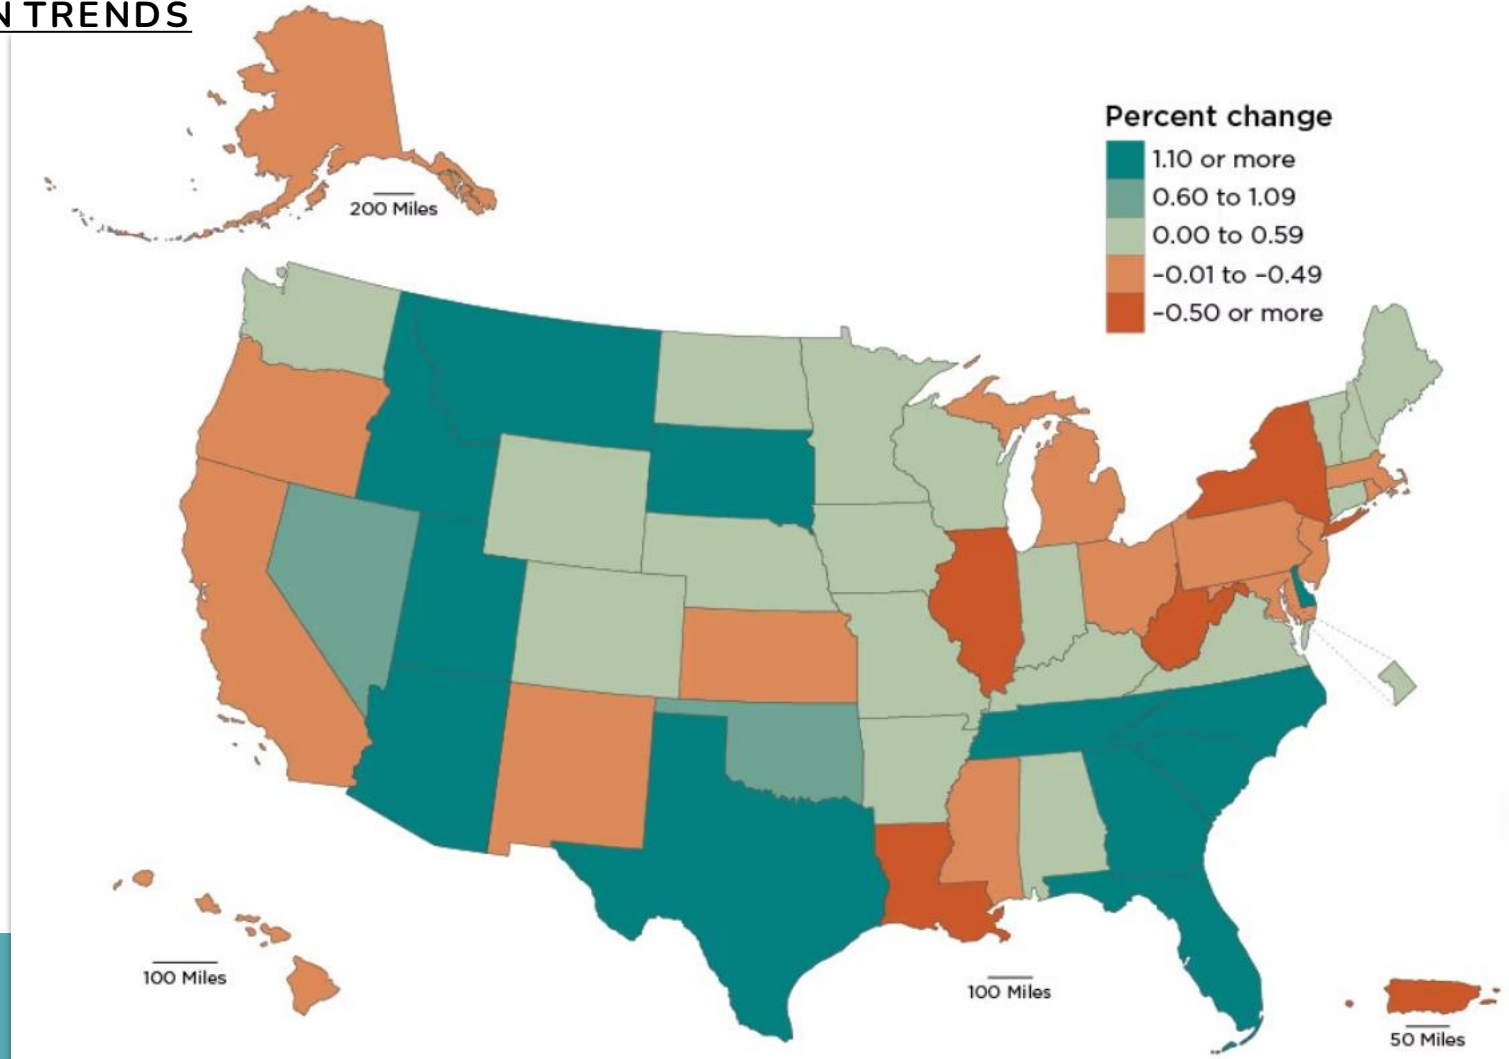 N TRENDS
Percent change
1.10 or more
0.60 to 1.09
0.00 to 0.59
−0.01 to −0.49
−0.50 or more
200 Miles
100 Miles
100 Miles
50 Miles